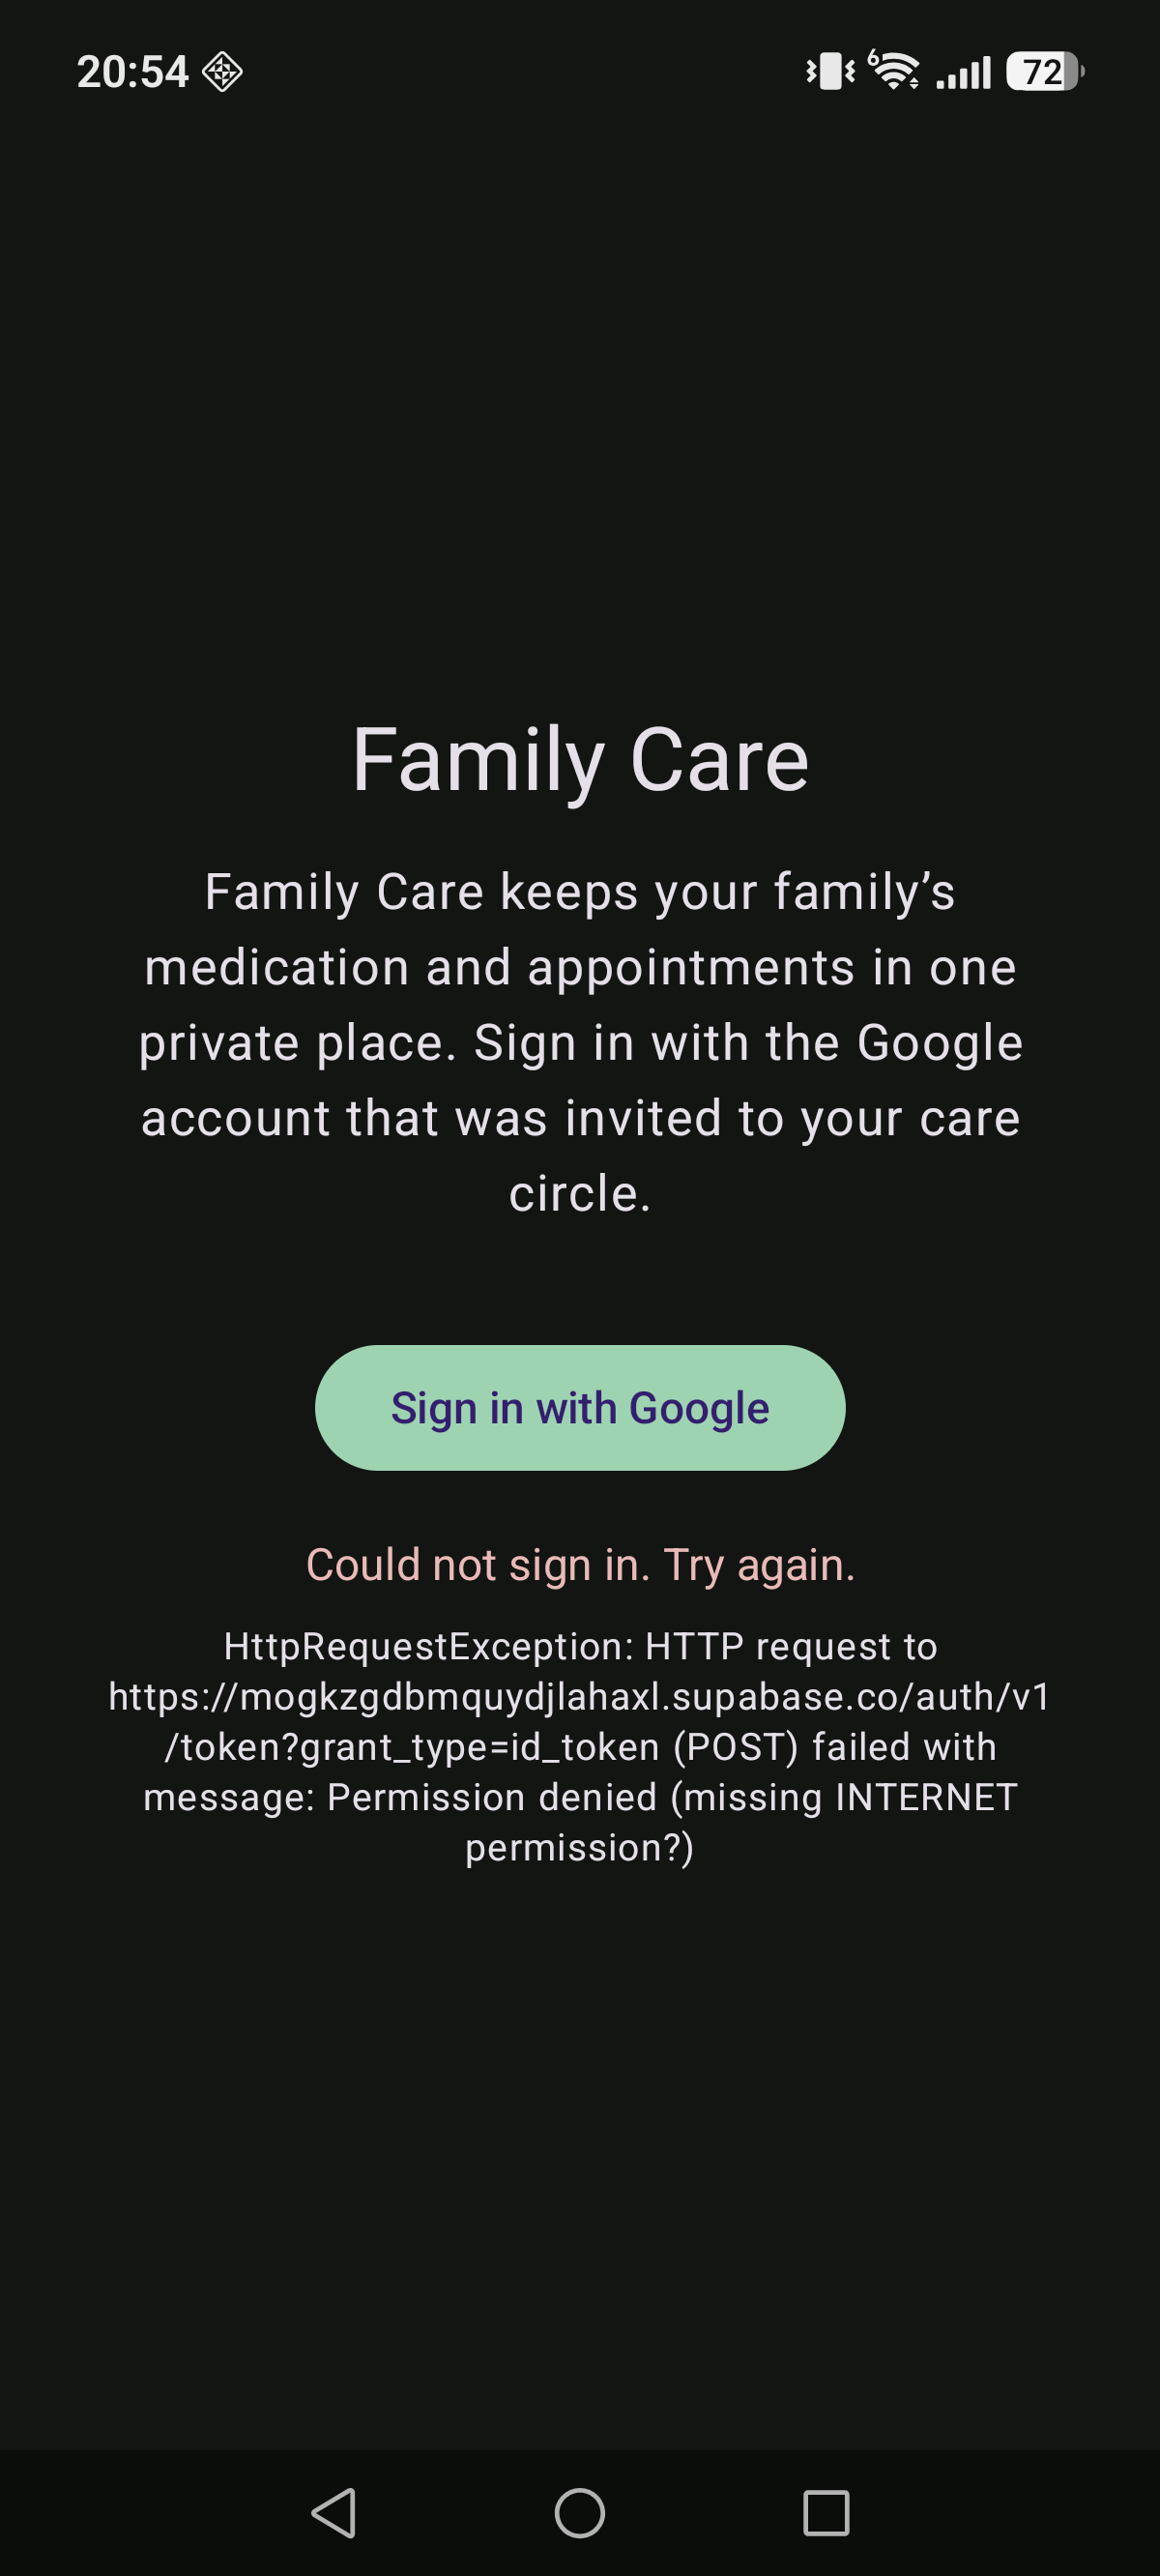 20:54
6
72
Family Care
Family Care keeps your family’s
medication and appointments in one
private place. Sign in with the Google
account that was invited to your care
circle.
Sign in with Google
Could not sign in. Try again.
HttpRequestException: HTTP request to
https://mogkzgdbmquydjlahaxl.supabase.co/auth/v1
/token?grant_type=id_token (POST) failed with
message: Permission denied (missing INTERNET
permission?)